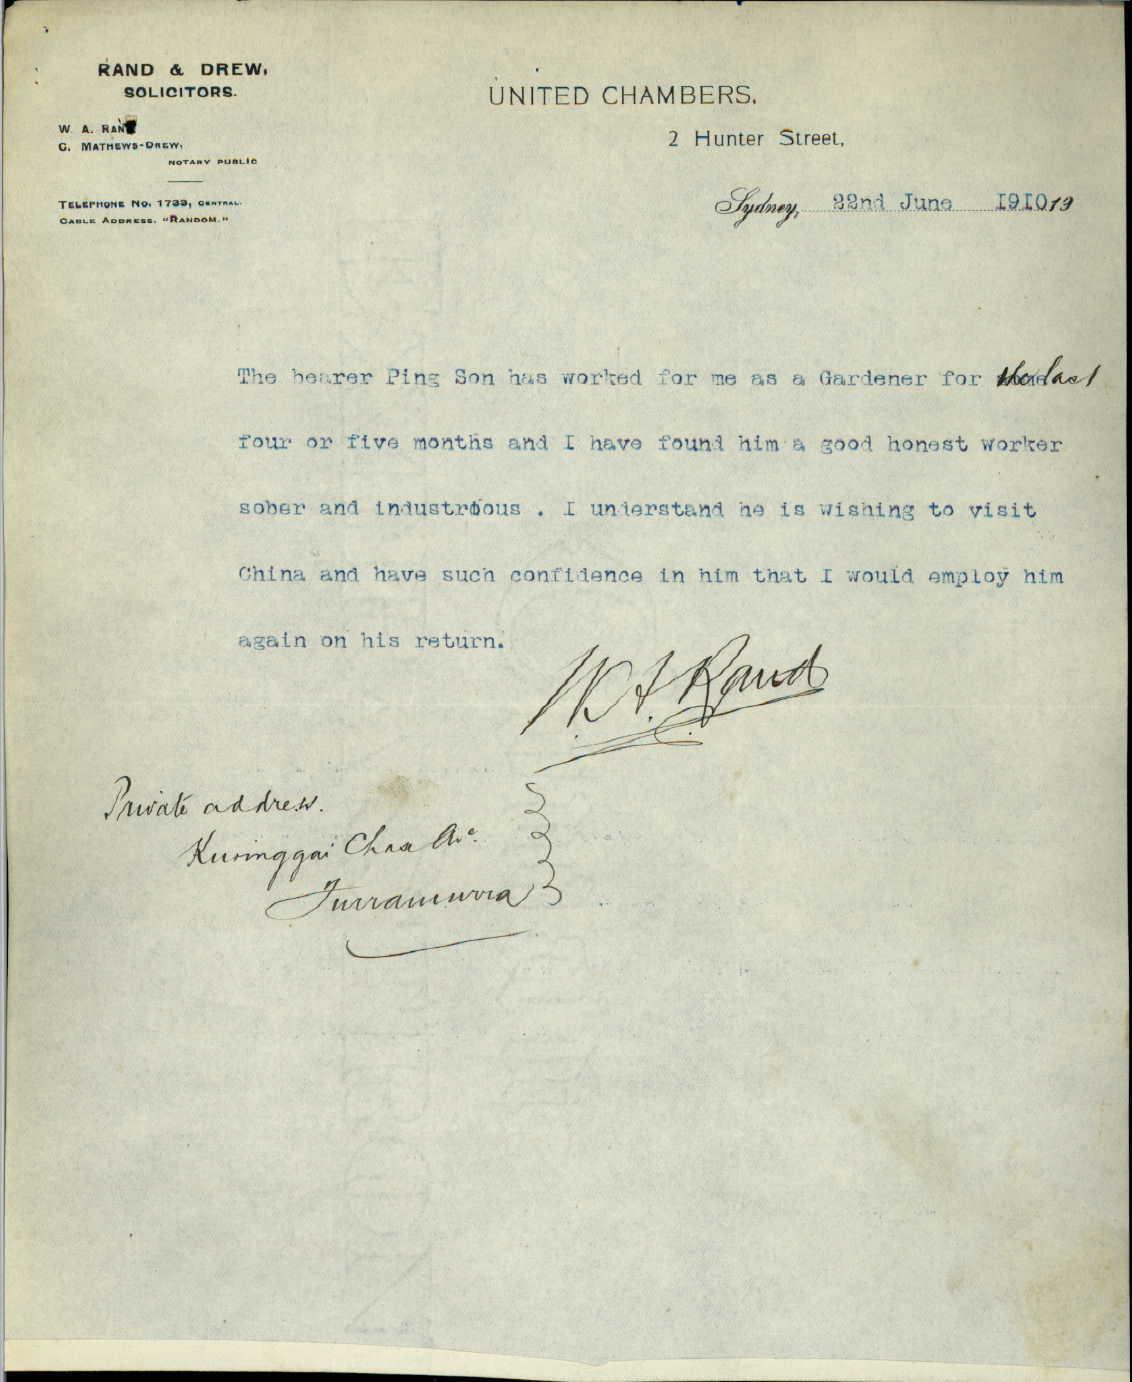 RAND & DREW,
SOLICITORS.
W. A. RAND
C. MATHEWS-DREW,
NOTARY PUBLIC
TELEPHONE NO. 1733, CENTRAL.
CABLE ADDRESS. "RANDOM."
UNITED CHAMBERS.
2 Hunter Street,
Sydney, 22nd June 1910 19
The bearer Ping Son has worked for me as a Gardener for the last
four or five months and I have found him a good honest worker
sober and industroous . I understand he is wishing to visit
China and have such confidence in him that I would employ him
again on his return.
W. A. Rand
Private address.
Kuringgai Chase Ave.
Turramurra